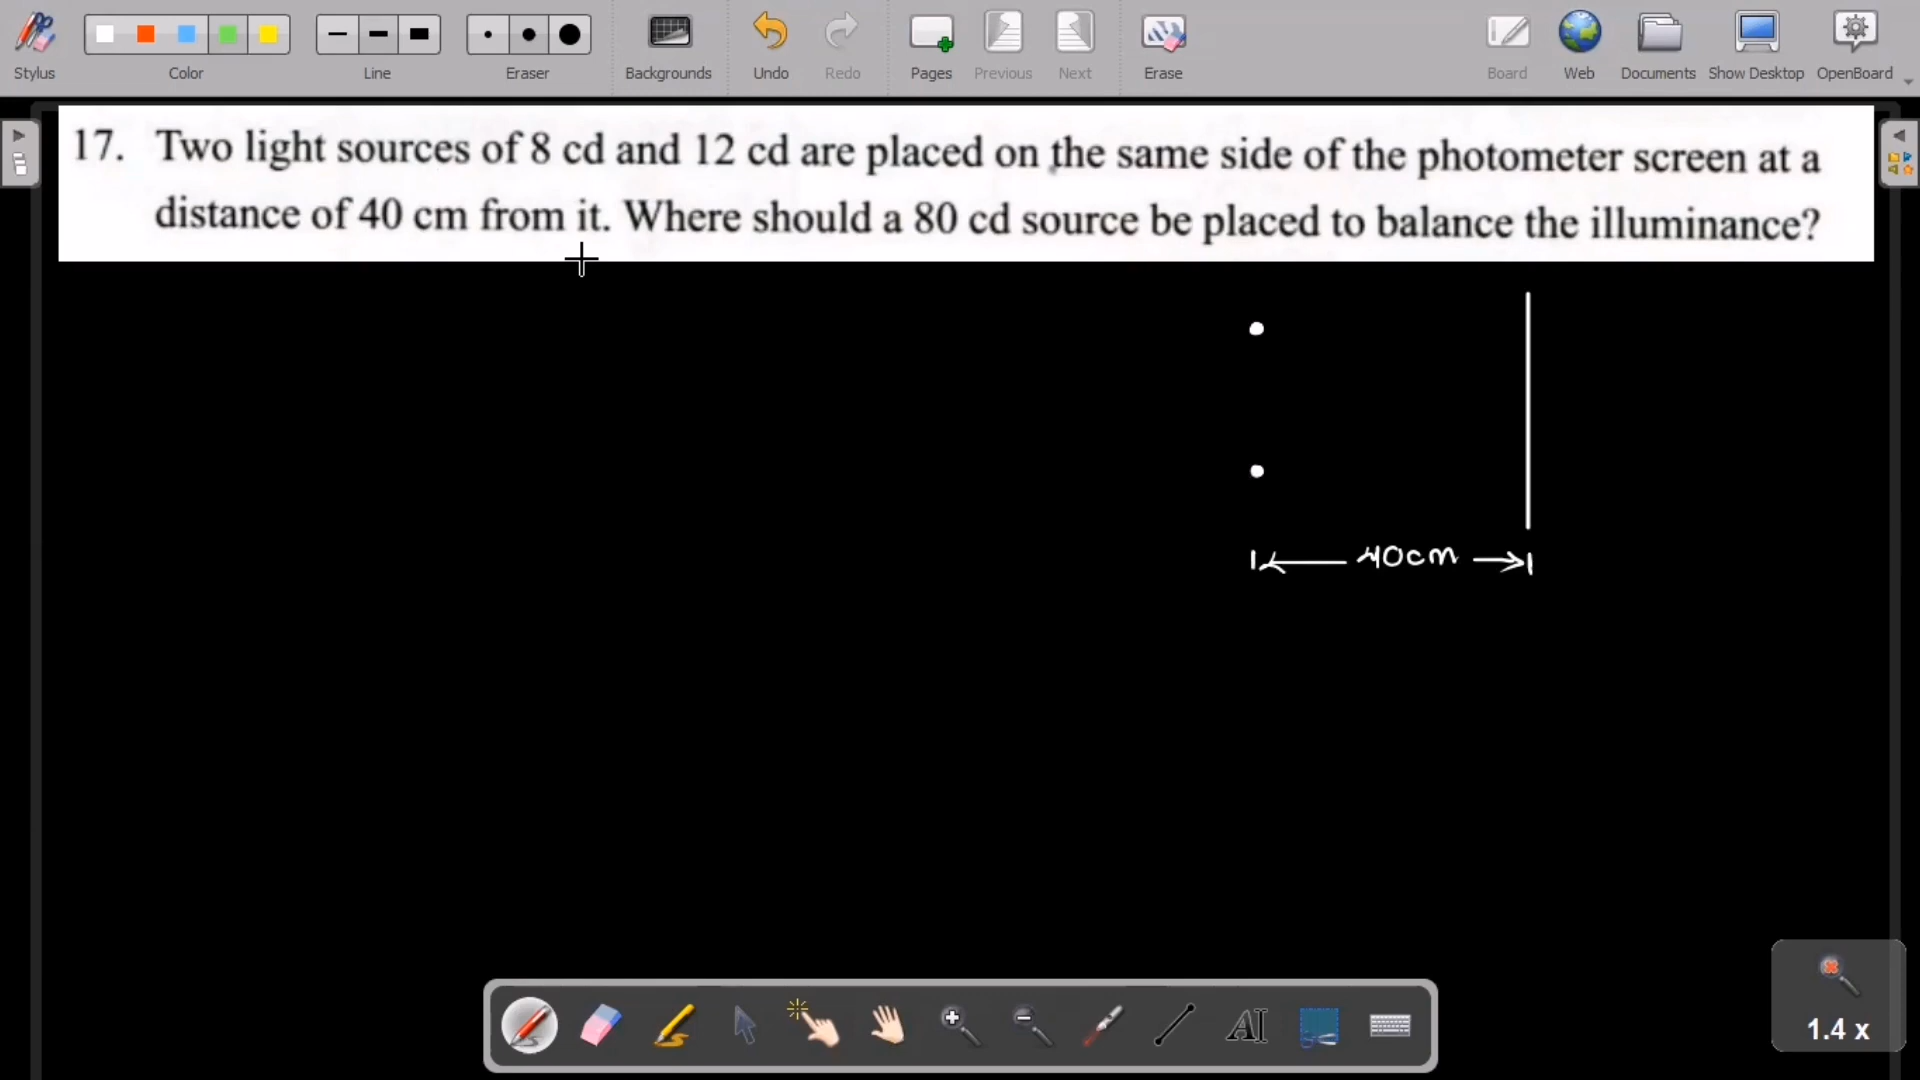 Stylus Color Line Eraser Backgrounds Undo Redo Pages Previous Next Erase Board Web Documents Show Desktop OpenBoard
17. Two light sources of 8 cd and 12 cd are placed on the same side of the photometer screen at a
distance of 40 cm from it. Where should a 80 cd source be placed to balance the illuminance?
40cm
AI
1.4 x